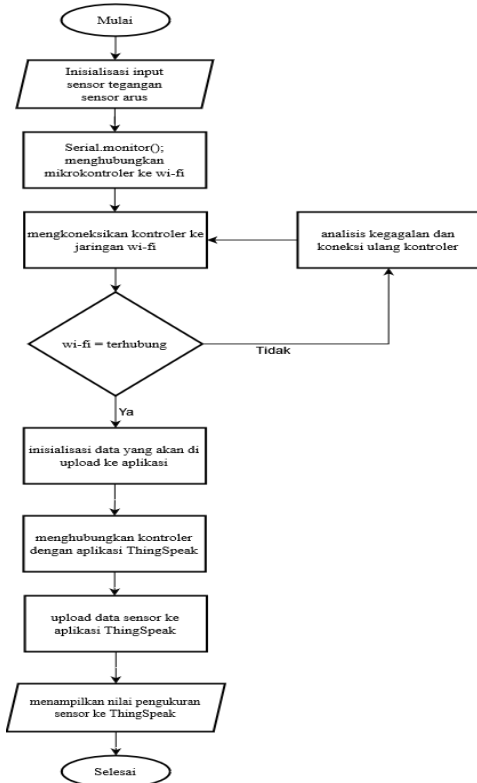 Mulai
Inisialisasi input
sensor tegangan
sensor arus
Serial.monitor();
menghubungkan
mikrokontroler ke wi-fi
mengkoneksikan kontroler ke
jaringan wi-fi
analisis kegagalan dan
koneksi ulang kontroler
wi-fi = terhubung
Tidak
Ya
inisialisasi data yang akan di
upload ke aplikasi
menghubungkan kontroler
dengan aplikasi ThingSpeak
upload data sensor ke
aplikasi ThingSpeak
menampilkan nilai pengukuran
sensor ke ThingSpeak
Selesai